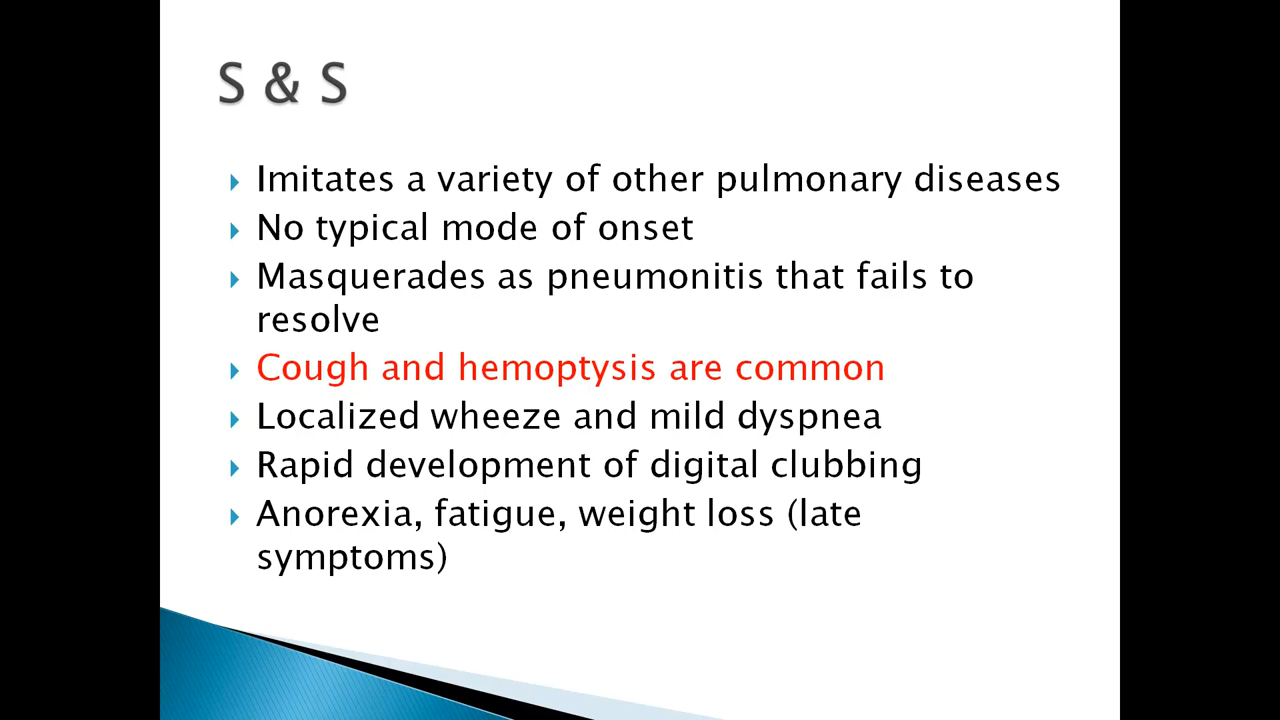 S & S
Imitates a variety of other pulmonary diseases
No typical mode of onset
Masquerades as pneumonitis that fails to
resolve
Cough and hemoptysis are common
Localized wheeze and mild dyspnea
Rapid development of digital clubbing
Anorexia, fatigue, weight loss (late
symptoms)